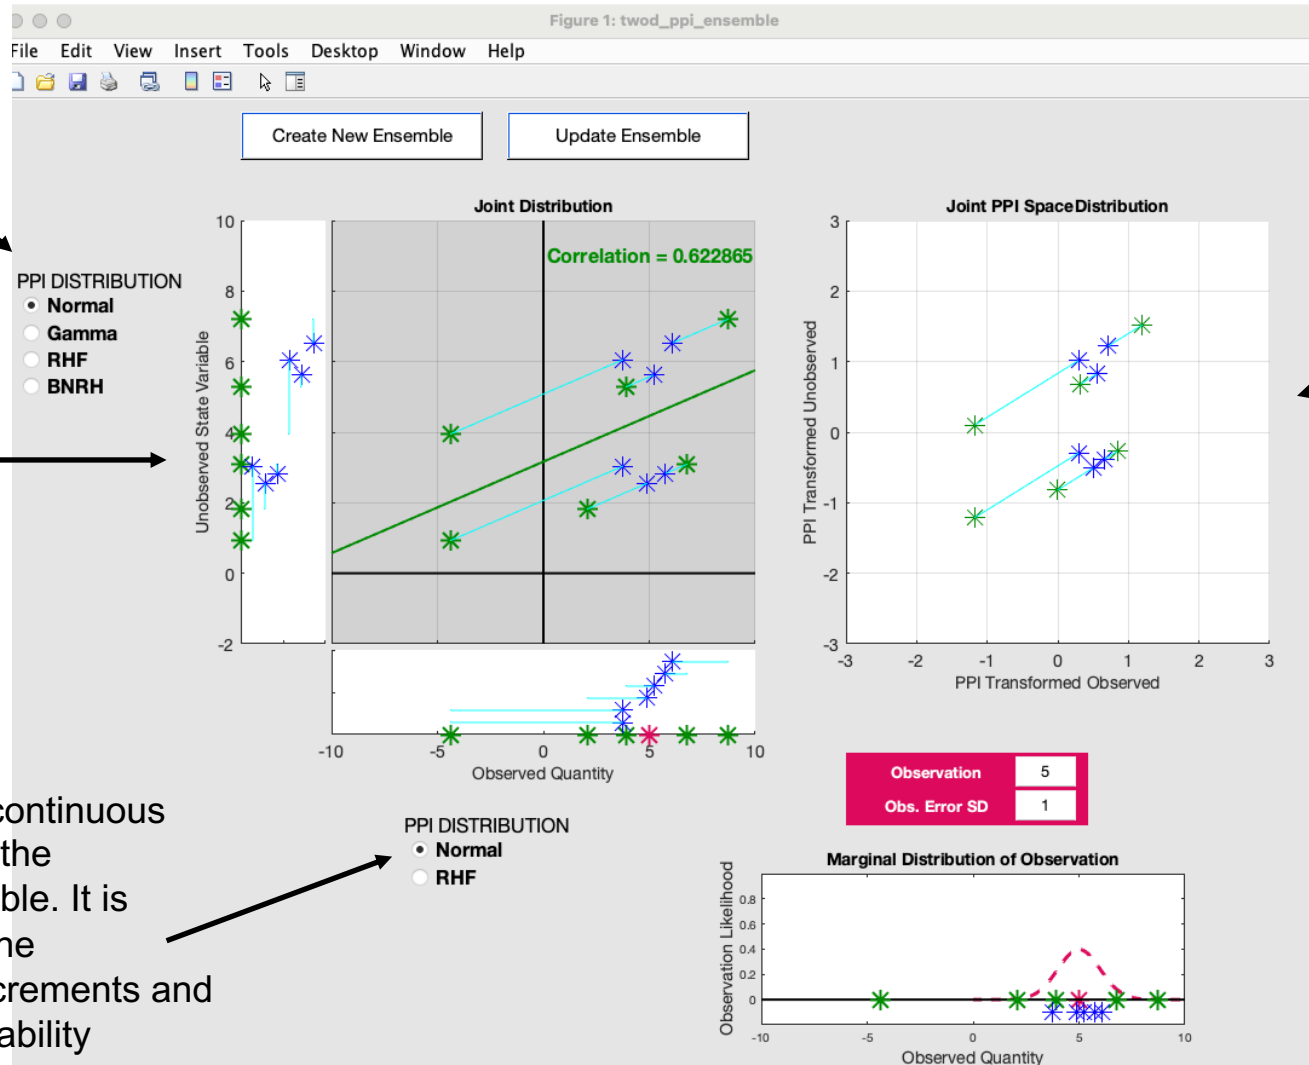 Figure 1: twod_ppi_ensemble
File Edit View Insert Tools Desktop Window Help
Create New Ensemble
Update Ensemble
PPI DISTRIBUTION
Normal
Gamma
RHF
BNRH
Joint Distribution
Correlation = 0.622865
Unobserved State Variable
10
8
6
4
2
0
-2
-10 -5 0 5 10
Observed Quantity
Joint PPI SpaceDistribution
PPI Transformed Unobserved
3
2
1
0
-1
-2
-3
-3 -2 -1 0 1 2 3
PPI Transformed Observed
Observation 5
Obs. Error SD 1
continuous
the
ble. It is
ne
crements and
ability
PPI DISTRIBUTION
Normal
RHF
Marginal Distribution of Observation
Observation Likelihood
0.8
0.6
0.4
0.2
0
-10 -5 0 5 10
Observed Quantity